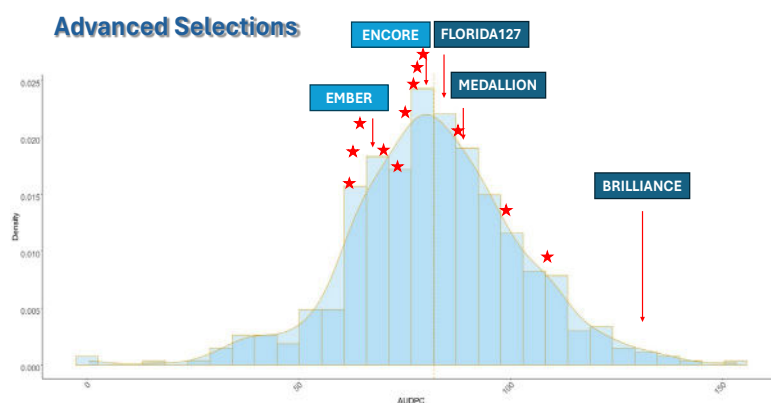 Advanced Selections
ENCORE
FLORIDA127
EMBER
MEDALLION
BRILLIANCE
Density
0.025
0.020
0.015
0.010
0.005
0.000
0
50
100
150
AUDPC